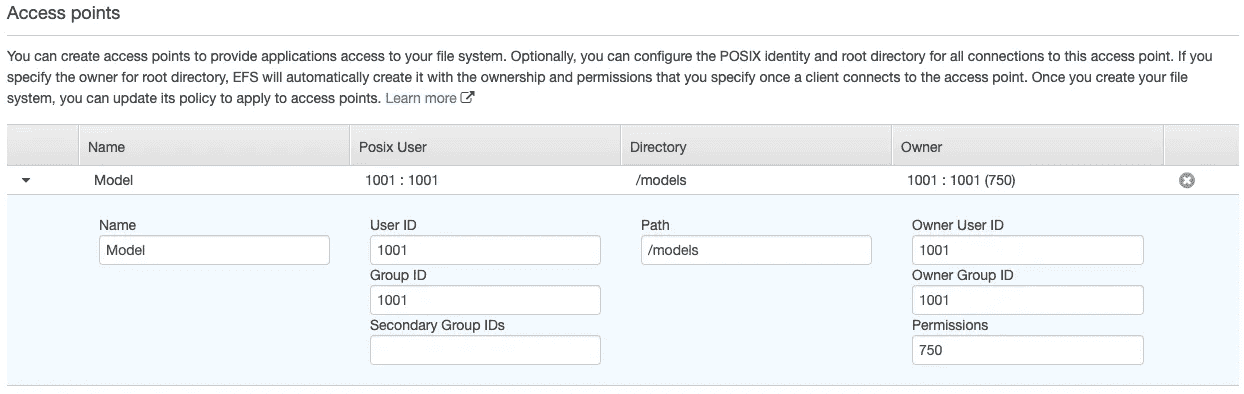 Access points
You can create access points to provide applications access to your file system. Optionally, you can configure the POSIX identity and root directory for all connections to this access point. If you
specify the owner for root directory, EFS will automatically create it with the ownership and permissions that you specify once a client connects to the access point. Once you create your file
system, you can update its policy to apply to access points. Learn more
Name Posix User Directory Owner
Model 1001 : 1001 /models 1001 : 1001 (750)
Name User ID Path Owner User ID
Model 1001 /models 1001
Group ID Owner Group ID
1001 1001
Secondary Group IDs Permissions
750